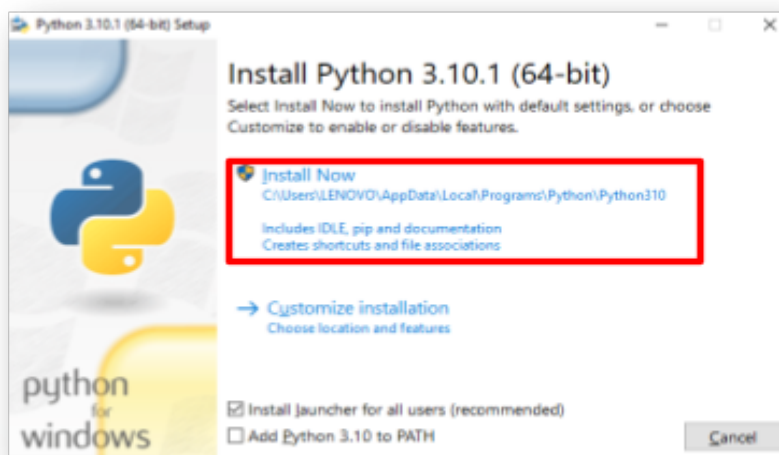 Python 3.10.1 (64-bit) Setup
Install Python 3.10.1 (64-bit)
Select Install Now to install Python with default settings, or choose
Customize to enable or disable features.
Install Now
C:\Users\LENOVO\AppData\Local\Programs\Python\Python310
Includes IDLE, pip and documentation
Creates shortcuts and file associations
→ Customize installation
Choose location and features
python
for
windows
Install launcher for all users (recommended)
Add Python 3.10 to PATH
Cancel